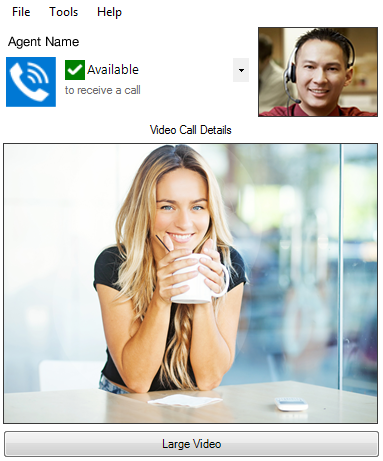 File Tools Help
Agent Name
Available
to receive a call
Video Call Details
Large Video